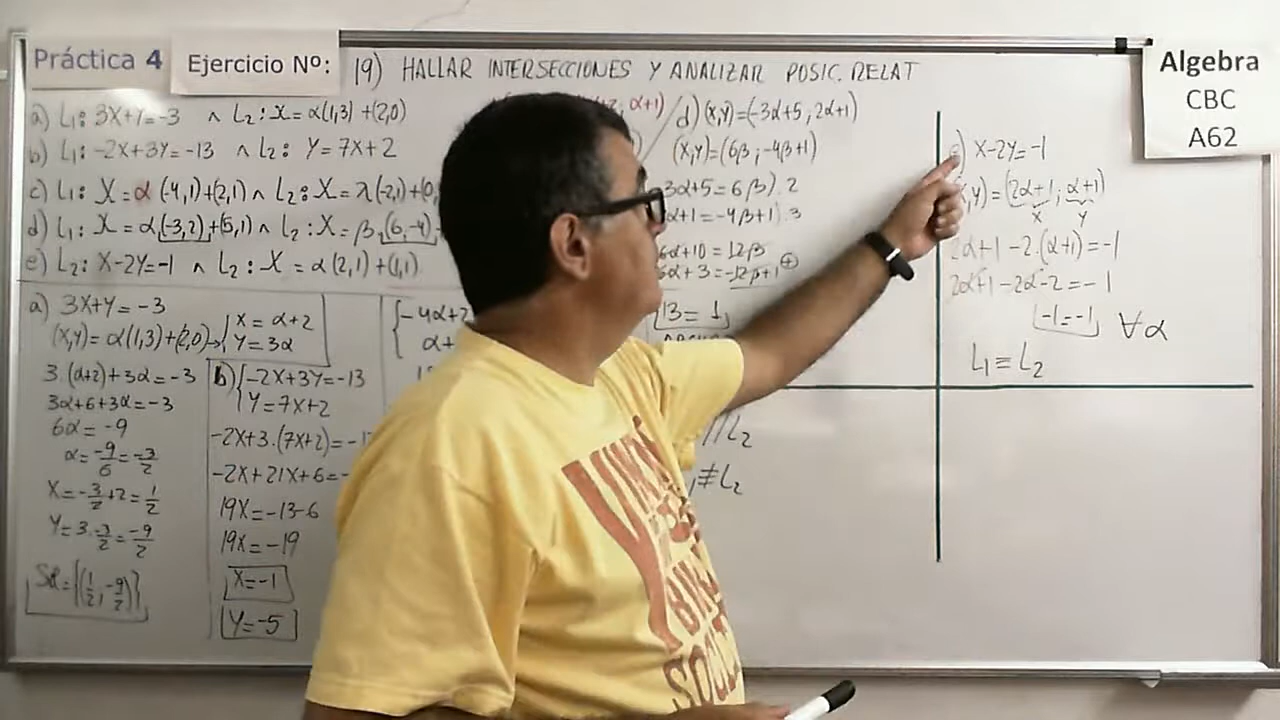 Práctica 4
Ejercicio Nº:
19) HALLAR INTERSECCIONES Y ANALIZAR POSIC. RELAT
Algebra
CBC
A62
a) L₁: 3X+Y=-3 ∧ L₂: X=α(1,3)+(2,0)
b) L₁: -2X+3Y=-13 ∧ L₂: Y=7X+2
c) L₁: X=α(-4,1)+(2,1) ∧ L₂: X=λ(-2,1)+(0,
d) L₁: X=α(-3,2)+(5,1) ∧ L₂: X=β(6,-4)
e) L₂: X-2Y=-1 ∧ L₂: X=α(2,1)+(1,1)
a) 3X+Y=-3
(X,Y)=α(1,3)+(2,0)→
X=α+2
Y=3α
3.(α+2)+3α=-3
3α+6+3α=-3
6α=-9
α=-9/6=-3/2
X=-3/2+2=1/2
Y=3.-3/2=-9/2
={(1/2,-9/2)}
b) -2X+3Y=-13
Y=7X+2
-2X+3.(7X+2)=-1
-2X+21X+6=-
19X=-13-6
19X=-19
X=-1
Y=-5
-4α+2
α+
, α+1)
d) (X,Y)=(-3α+5, 2α+1)
(X,Y)=(6β; -4β+1)
3α+5=6β).2
α+1=-4β+1).3
6α+10=12β
6α+3=-12β+
13=1
//L₂
≢L₂
) X-2Y=-1
,Y)=(2α+1; α+1)
X Y
2α+1-2.(α+1)=-1
2α+1-2α-2=-1
-1=-1 ∀α
L₁≡L₂
SOCC